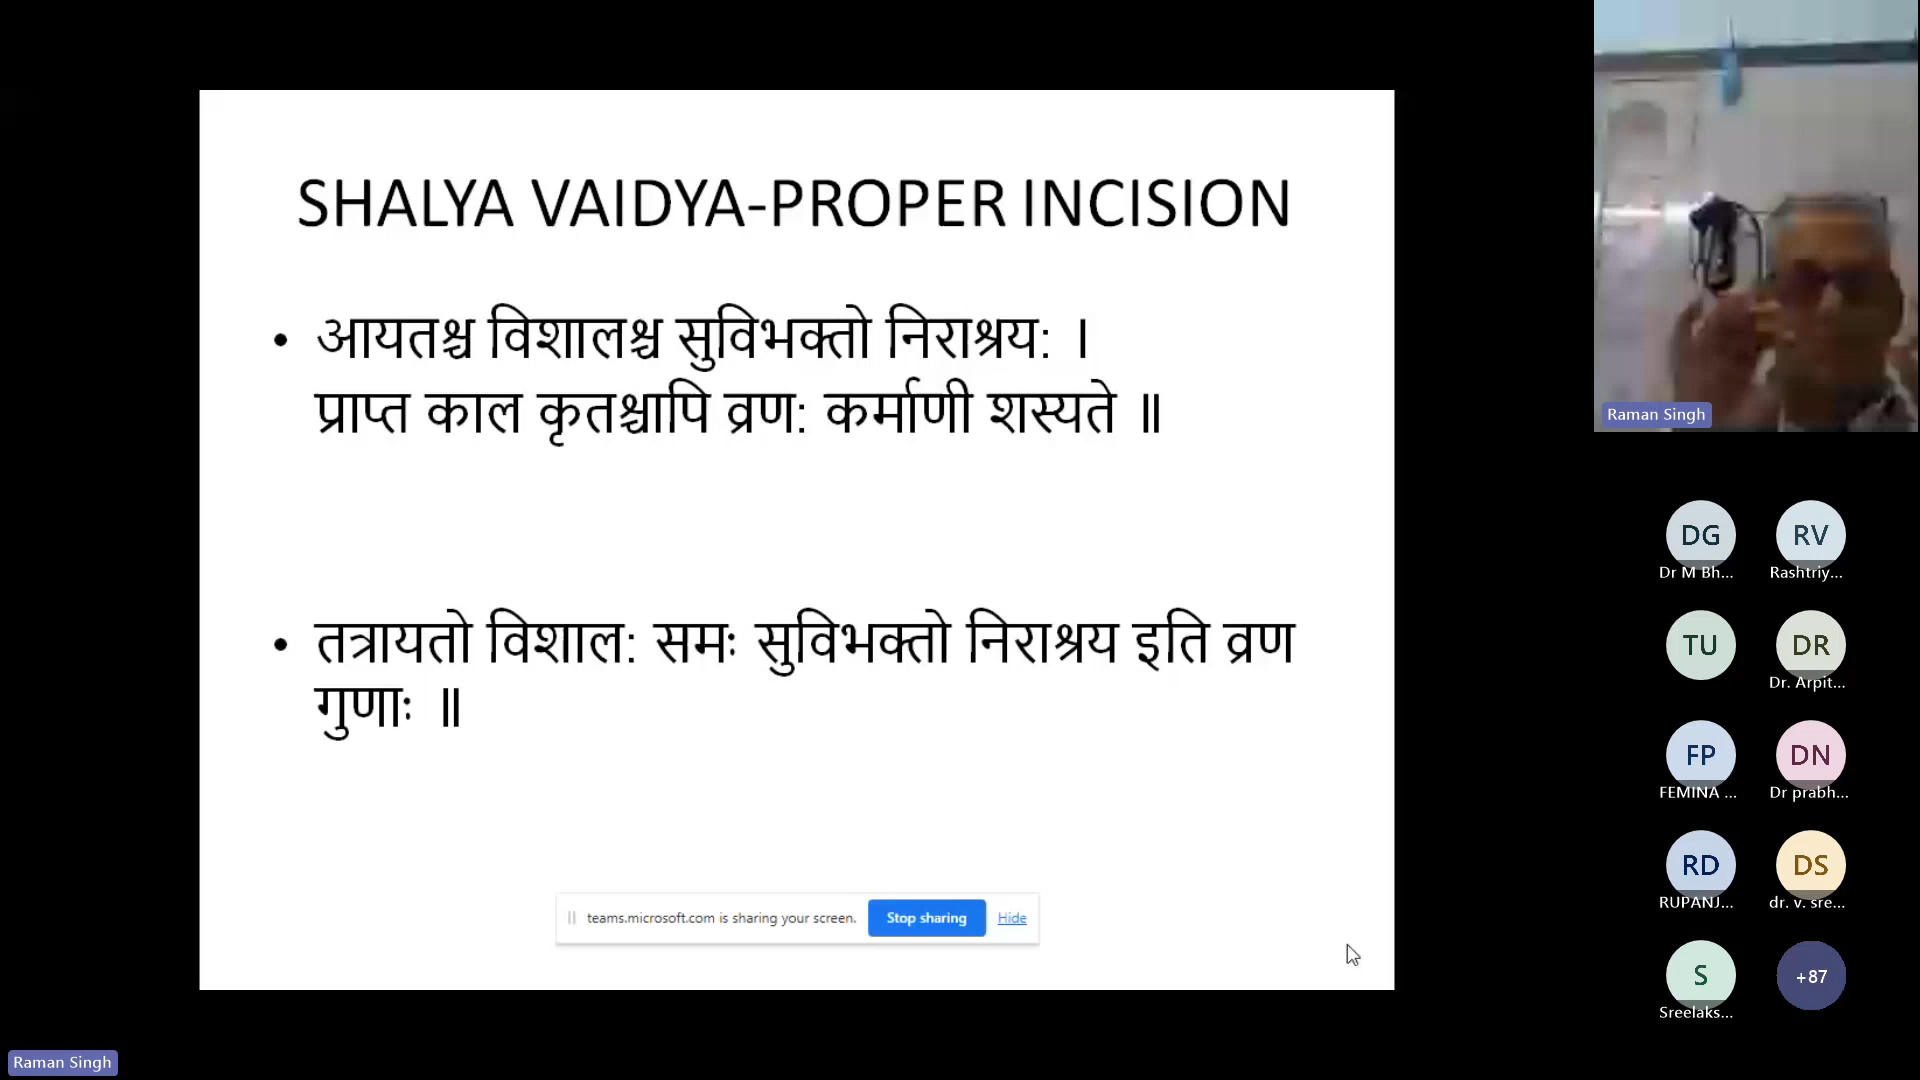 SHALYA VAIDYA-PROPER INCISION
• आयतश्च विशालश्च सुविभक्तो निराश्रय: ।
प्राप्त काल कृतश्चापि व्रण: कर्माणी शस्यते ॥
• तत्रायतो विशाल: समः सुविभक्तो निराश्रय इति व्रण
गुणाः ॥
teams.microsoft.com is sharing your screen. Stop sharing Hide
Raman Singh
DG RV
Dr M Bh... Rashtriy...
TU DR
Dr. Arpit...
FP DN
FEMINA ... Dr prabh...
RD DS
RUPANJ... dr. v. sre...
S +87
Sreelaks...
Raman Singh